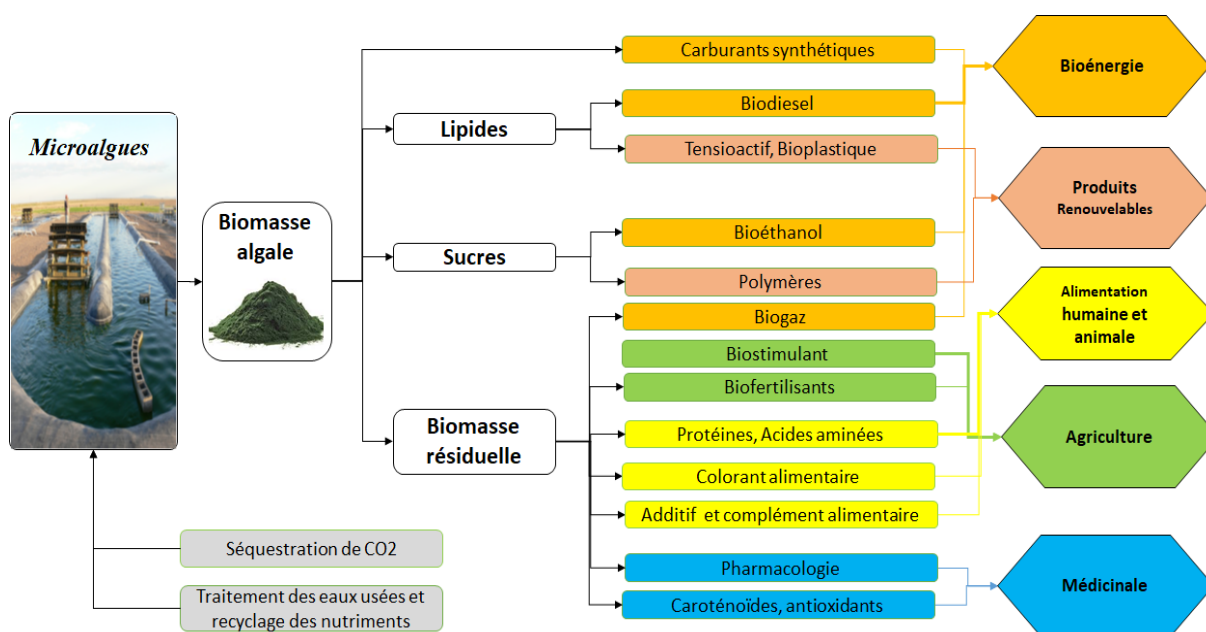 Microalgues
Biomasse
algale
Lipides
Sucres
Biomasse
résiduelle
Carburants synthétiques
Biodiesel
Tensioactif, Bioplastique
Bioéthanol
Polymères
Biogaz
Biostimulant
Biofertilisants
Protéines, Acides aminées
Colorant alimentaire
Additif et complément alimentaire
Pharmacologie
Caroténoïdes, antioxidants
Bioénergie
Produits
Renouvelables
Alimentation
humaine et
animale
Agriculture
Médicinale
Séquestration de CO2
Traitement des eaux usées et
recyclage des nutriments